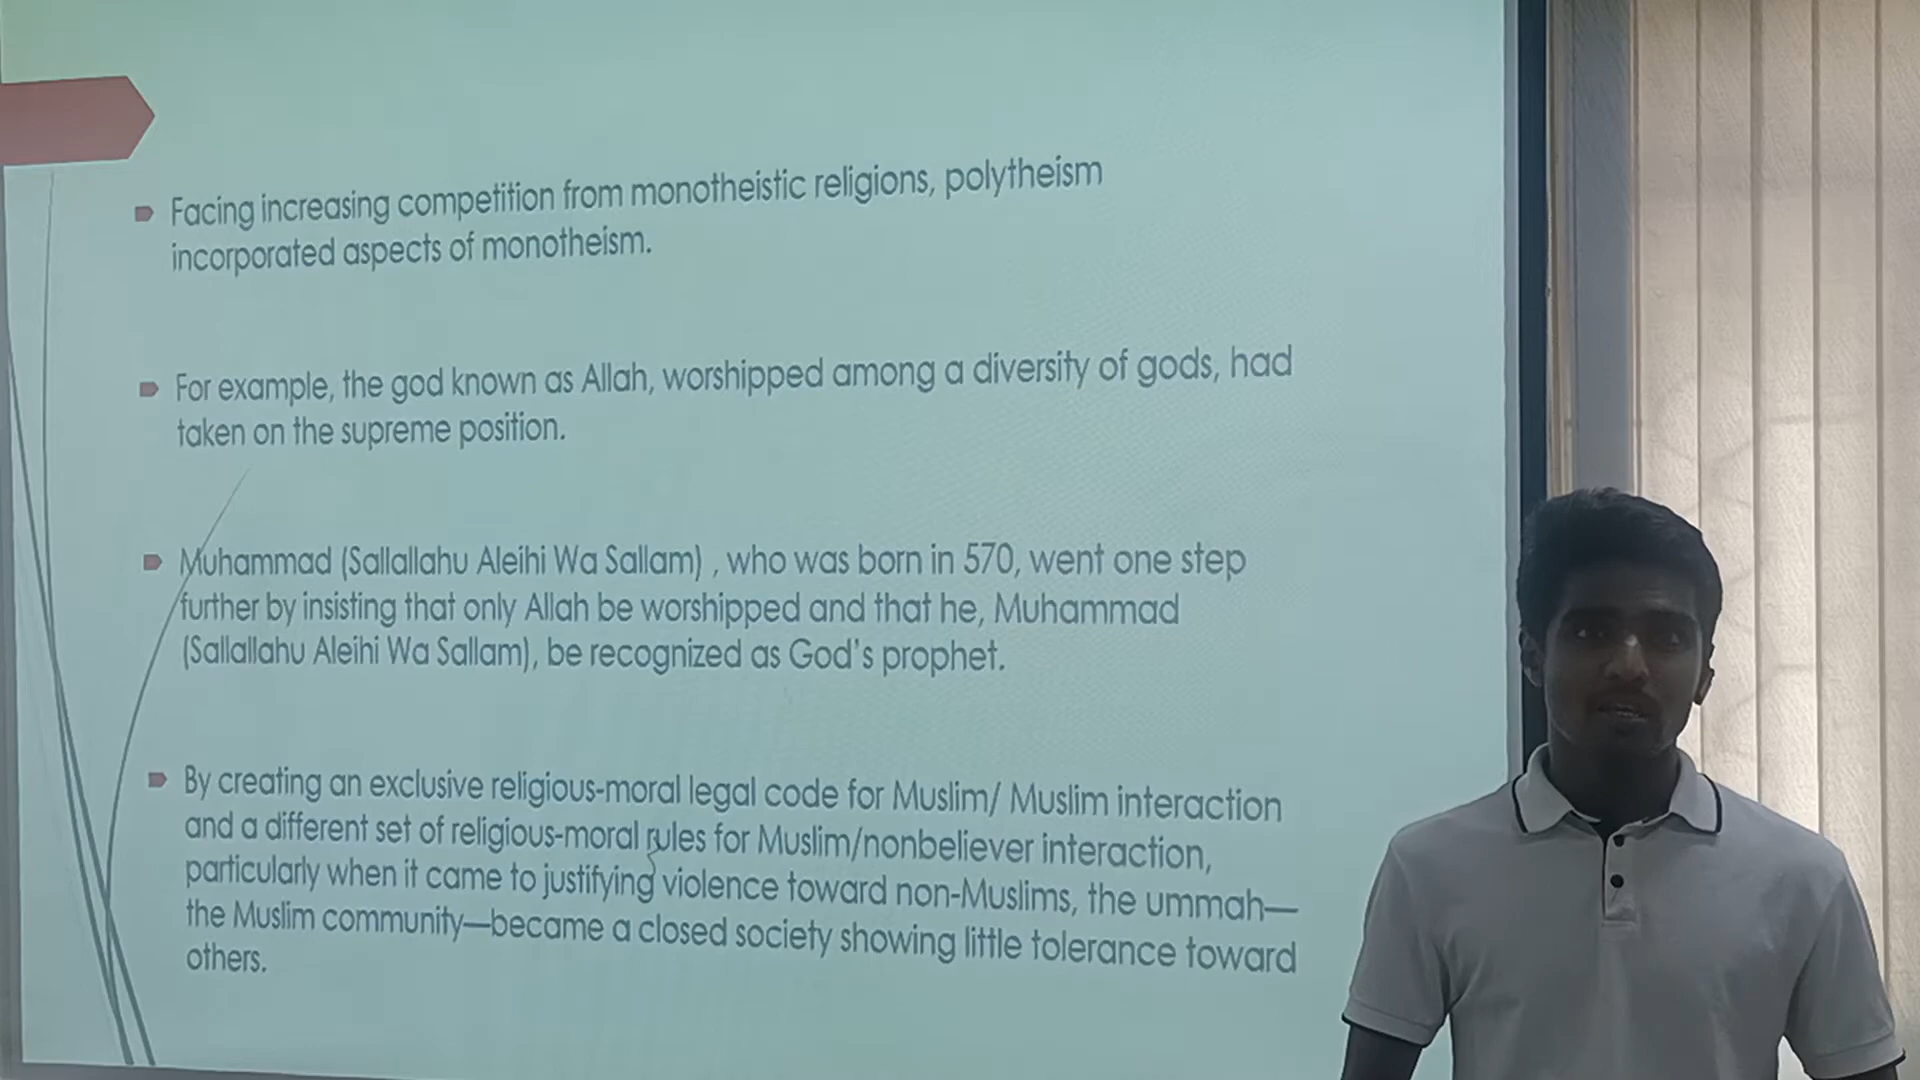 Facing increasing competition from monotheistic religions, polytheism
incorporated aspects of monotheism.
For example, the god known as Allah, worshipped among a diversity of gods, had
taken on the supreme position.
Muhammad (Sallallahu Aleihi Wa Sallam) , who was born in 570, went one step
further by insisting that only Allah be worshipped and that he, Muhammad
(Sallallahu Aleihi Wa Sallam), be recognized as God's prophet.
By creating an exclusive religious-moral legal code for Muslim/ Muslim interaction
and a different set of religious-moral rules for Muslim/nonbeliever interaction,
particularly when it came to justifying violence toward non-Muslims, the ummah—
the Muslim community—became a closed society showing little tolerance toward
others.